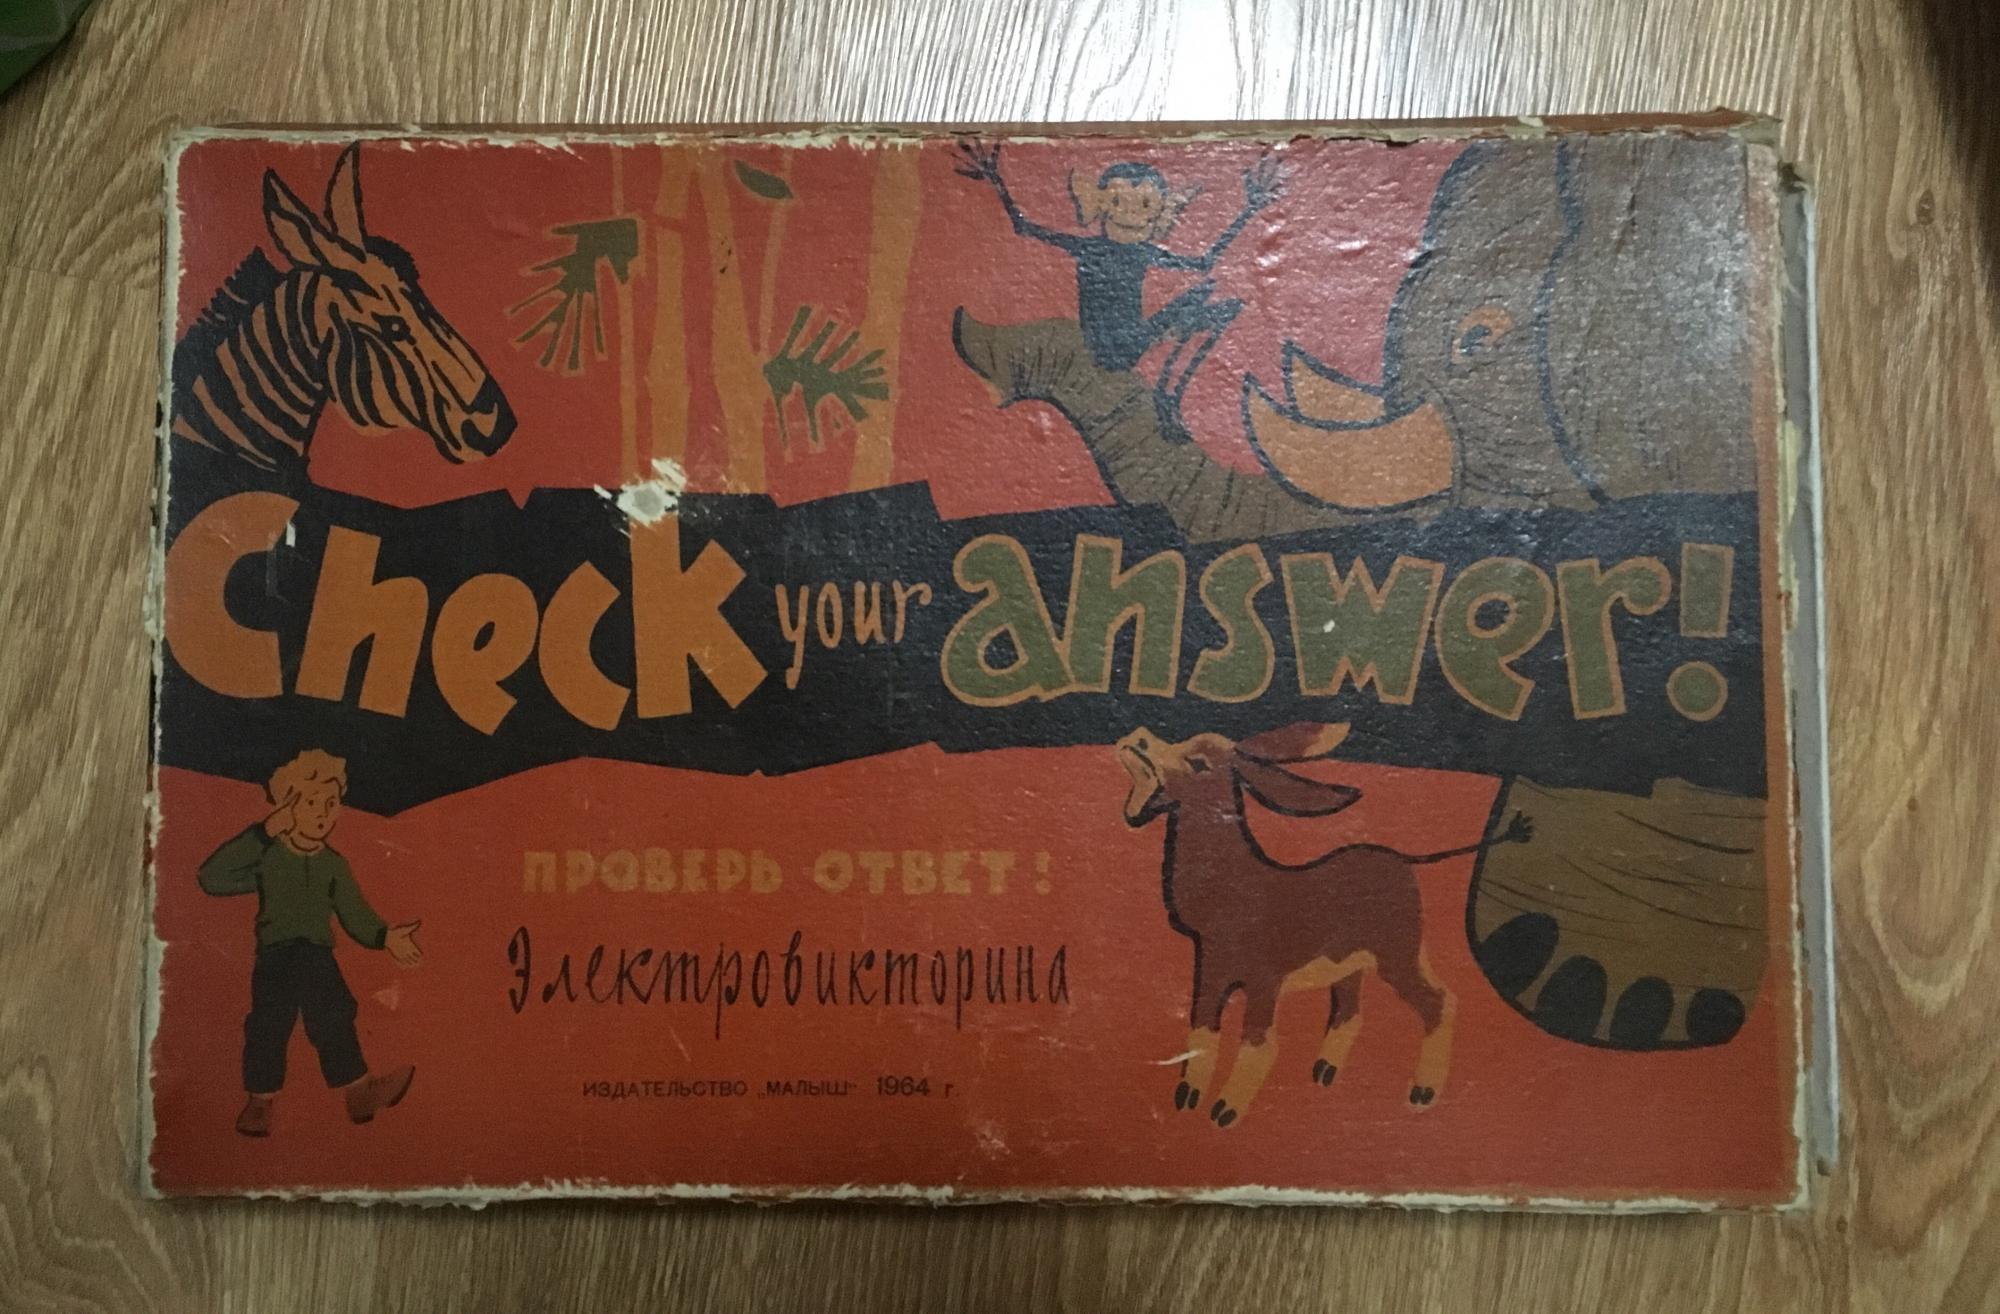 Check your answer!
ПРОВЕРЬ ОТВЕТ!
Электровикторина
ИЗДАТЕЛЬСТВО „МАЛЫШ“ 1964 г.